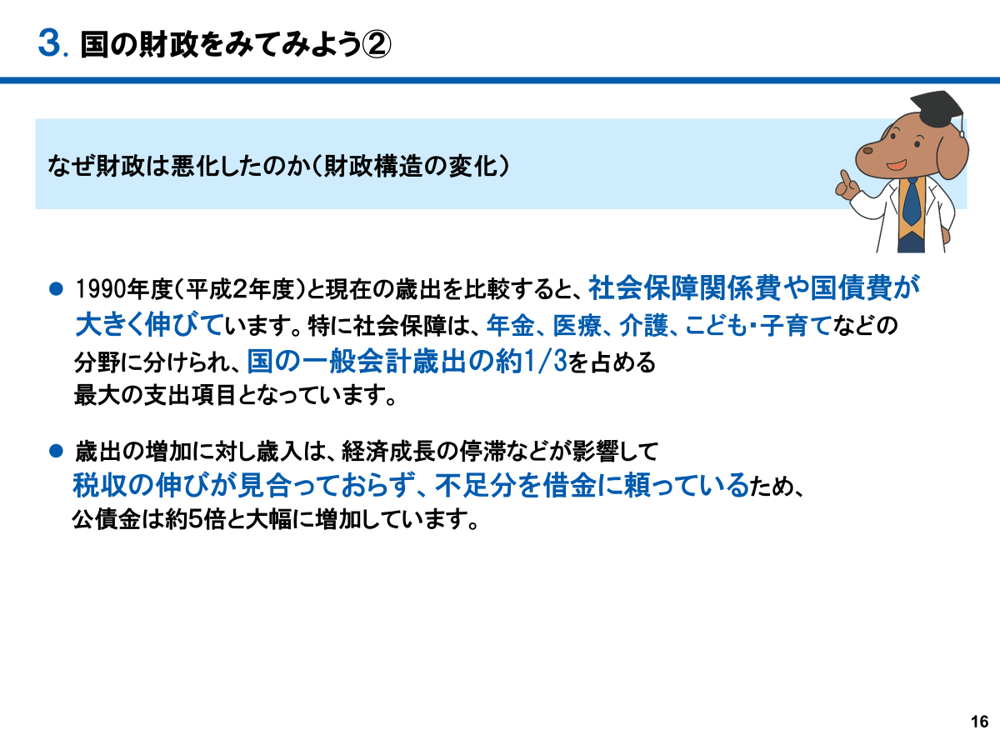 3. 国の財政をみてみよう②
なぜ財政は悪化したのか（財政構造の変化）
● 1990年度（平成２年度）と現在の歳出を比較すると、社会保障関係費や国債費が
大きく伸びています。特に社会保障は、年金、医療、介護、こども・子育てなどの
分野に分けられ、国の一般会計歳出の約1/3を占める
最大の支出項目となっています。
● 歳出の増加に対し歳入は、経済成長の停滞などが影響して
税収の伸びが見合っておらず、不足分を借金に頼っているため、
公債金は約５倍と大幅に増加しています。
16